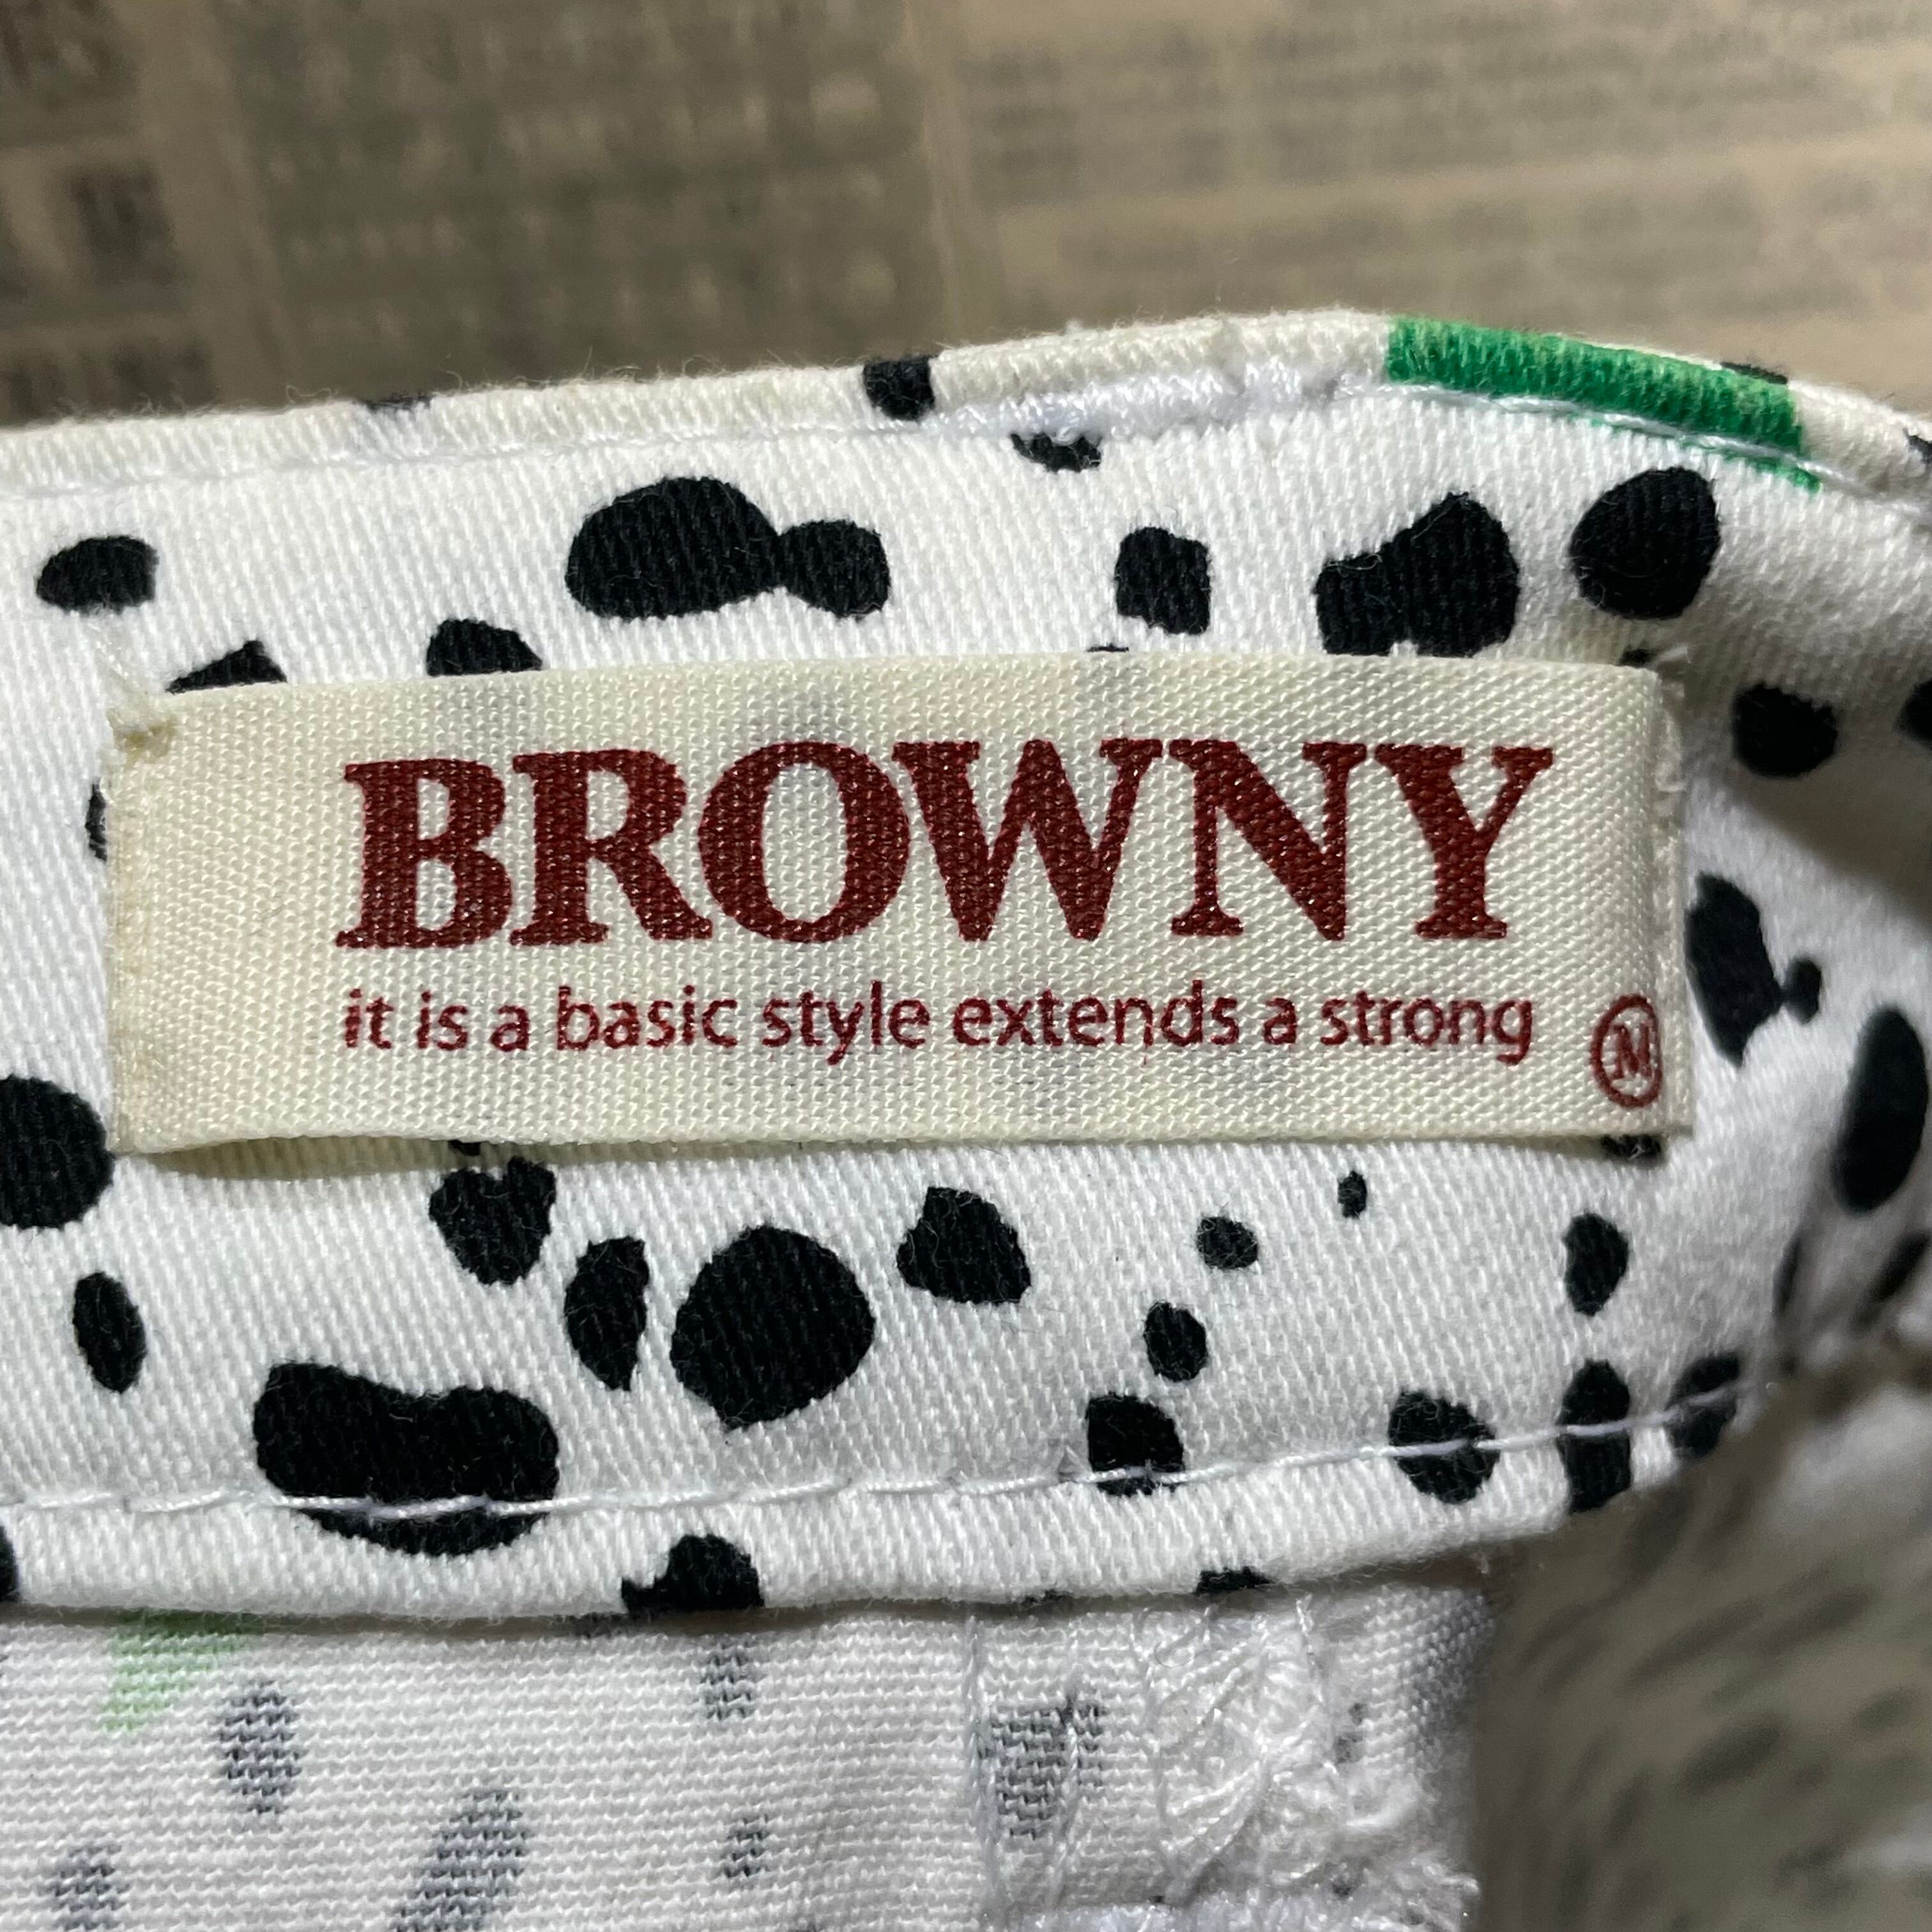 BROWNY
it is a basic style extends a strong
M